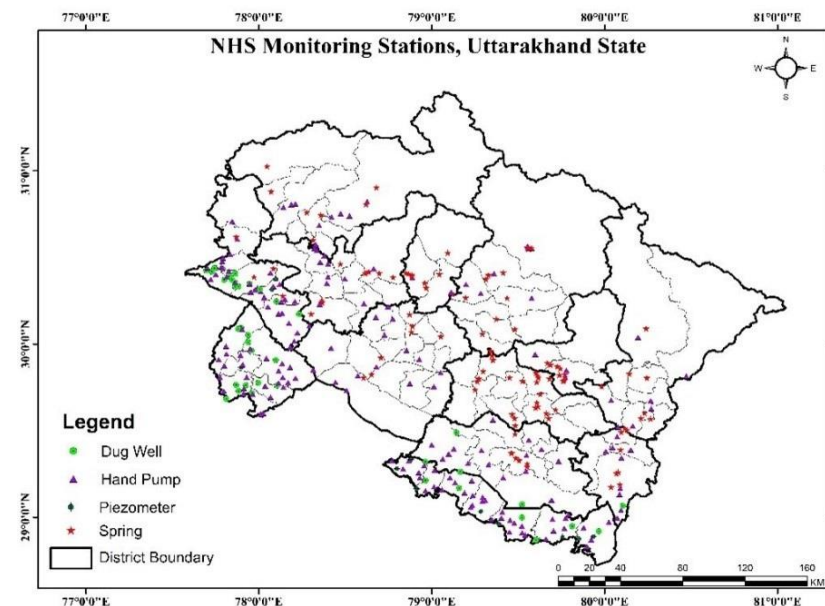 77°0'0"E 78°0'0"E 79°0'0"E 80°0'0"E 81°0'0"E
NHS Monitoring Stations, Uttarakhand State
N
W E
S
31°0'0"N
30°0'0"N
29°0'0"N
Legend
Dug Well
Hand Pump
Piezometer
Spring
District Boundary
0 20 40 80 120 160
KM
77°0'0"E 78°0'0"E 79°0'0"E 80°0'0"E 81°0'0"E